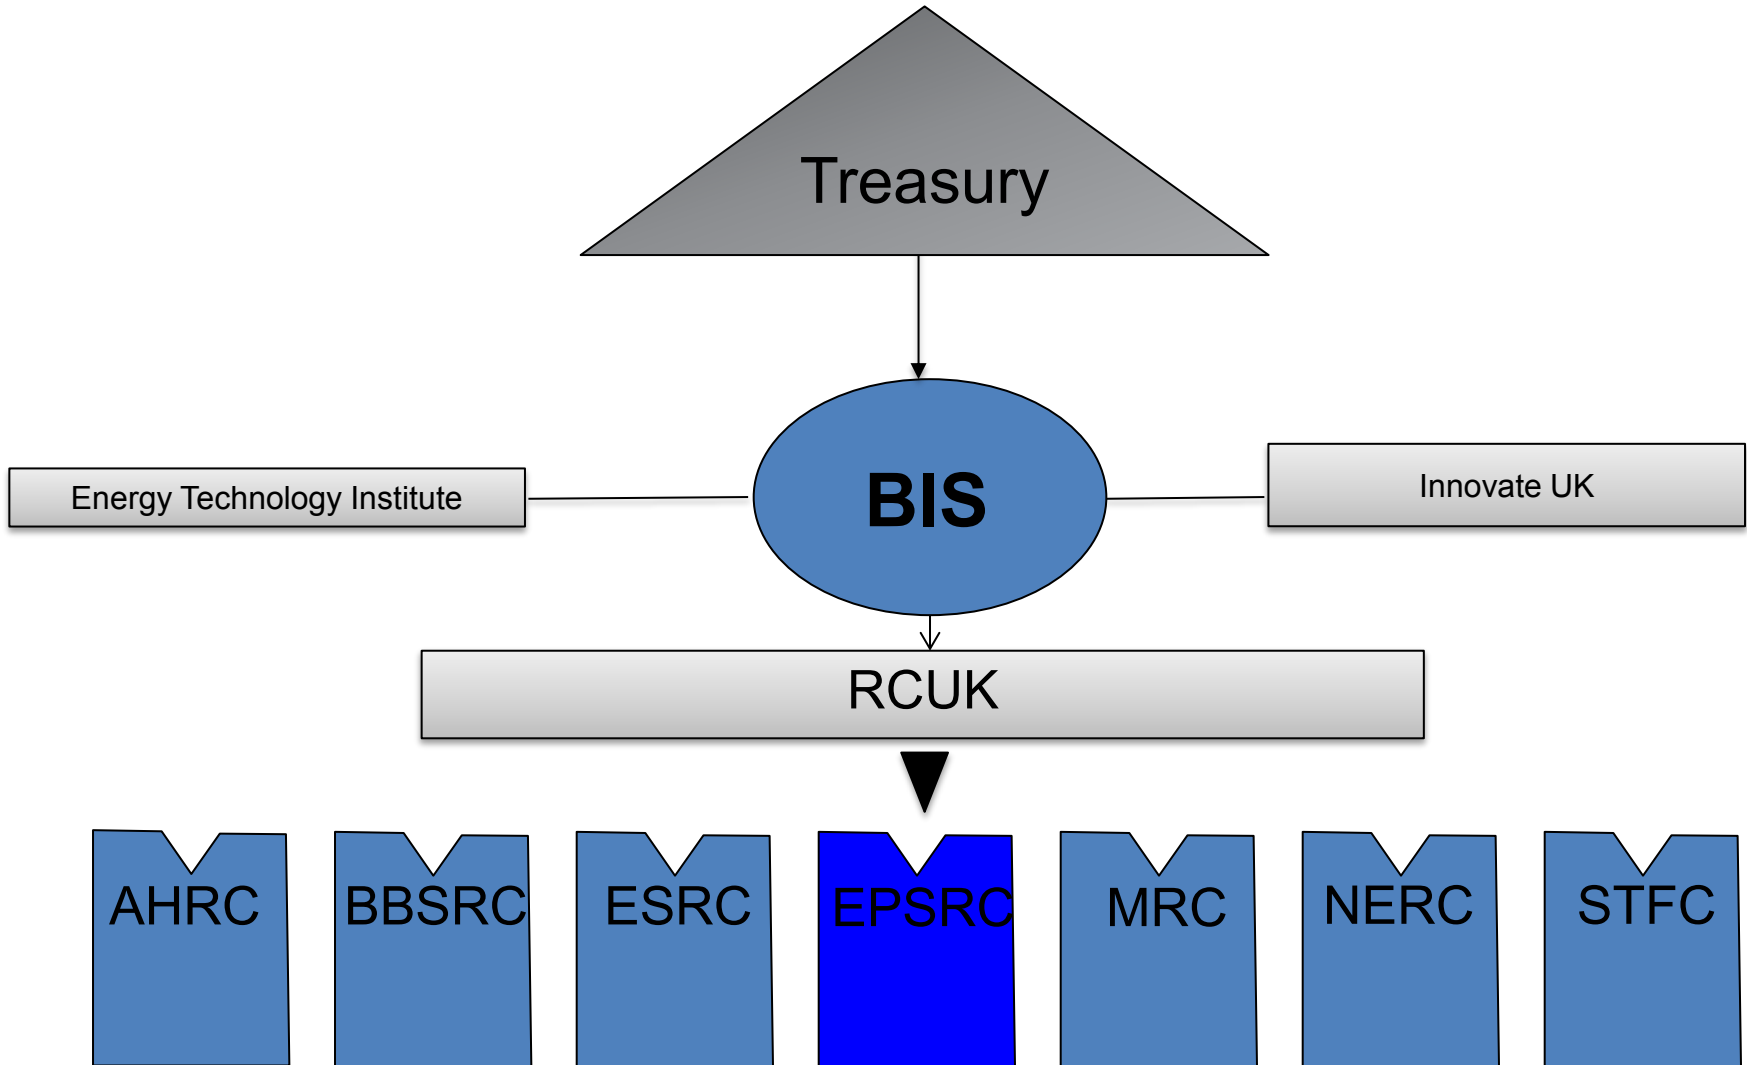 Treasury
Energy Technology Institute
BIS
Innovate UK
RCUK
AHRC
BBSRC
ESRC
EPSRC
MRC
NERC
STFC